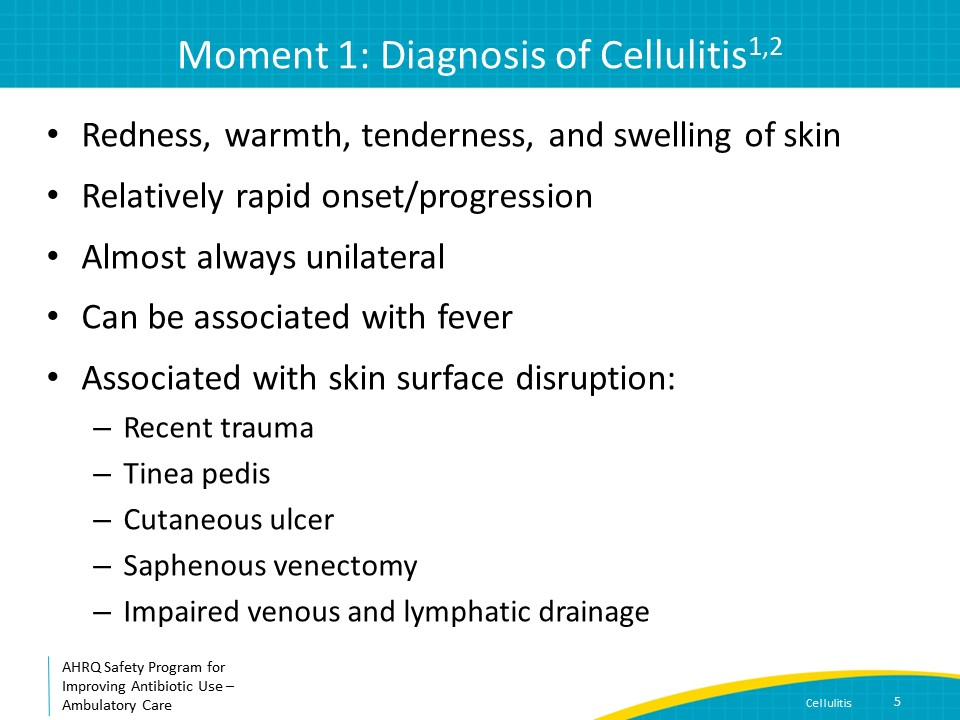 Moment 1: Diagnosis of Cellulitis1,2
• Redness, warmth, tenderness, and swelling of skin
• Relatively rapid onset/progression
• Almost always unilateral
• Can be associated with fever
• Associated with skin surface disruption:
– Recent trauma
– Tinea pedis
– Cutaneous ulcer
– Saphenous venectomy
– Impaired venous and lymphatic drainage
AHRQ Safety Program for
Improving Antibiotic Use –
Ambulatory Care
Cellulitis 5